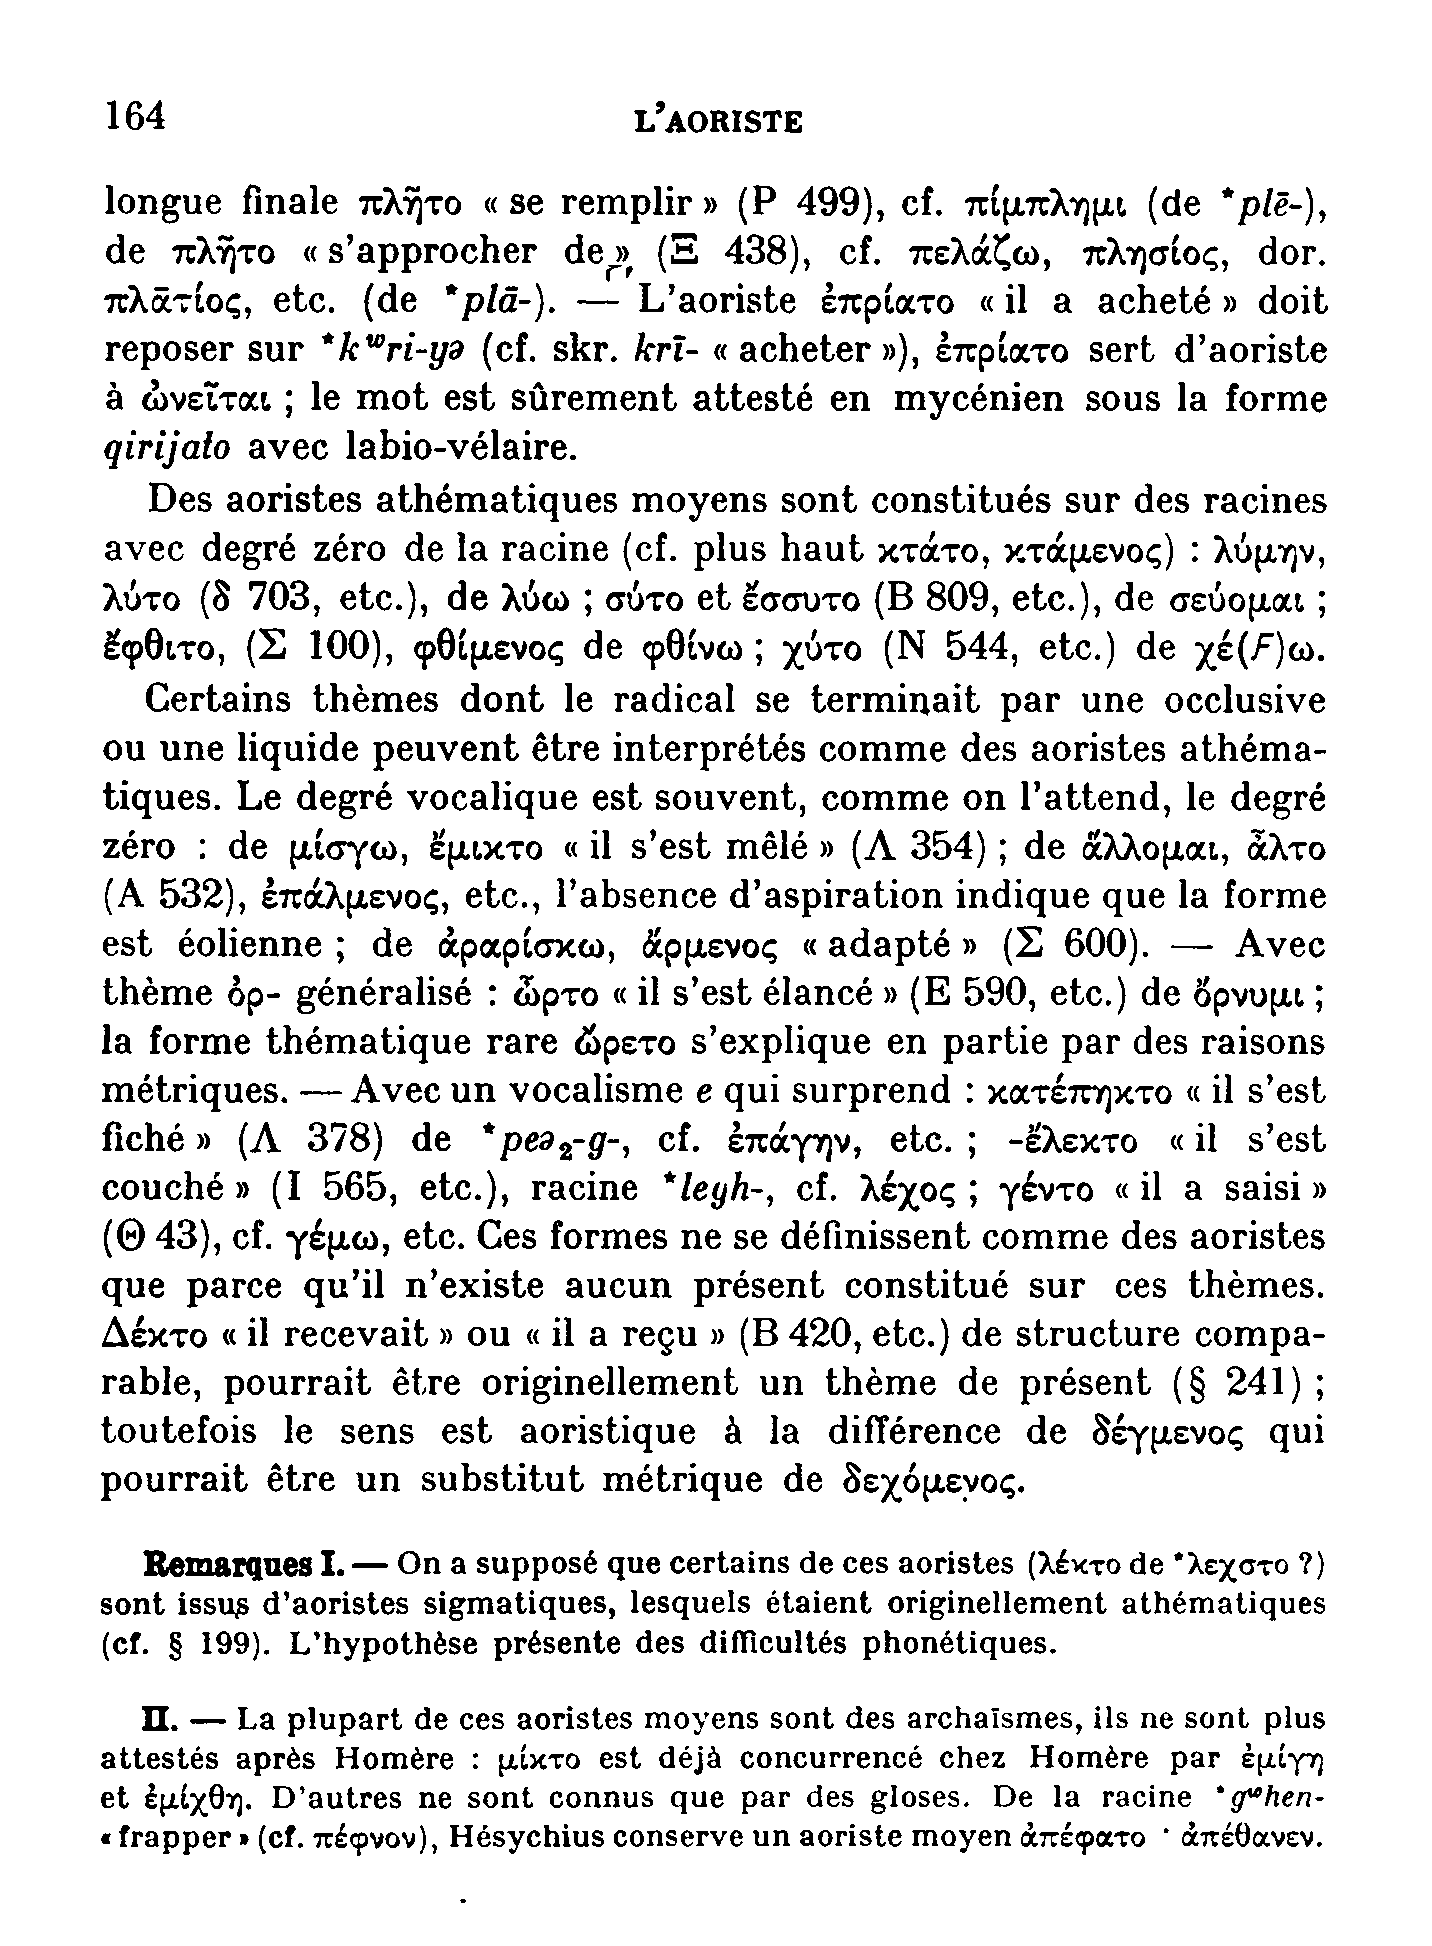 164
L’AORISTE
longue finale πλῆτο « se remplir » (P 499), cf. πίμπλημι (de *plē-),
de πλῆτο « s’approcher de » (Ξ 438), cf. πελάζω, πλησίος, dor.
πλᾱτίος, etc. (de *plā-). — L’aoriste ἐπρίατο « il a acheté » doit
reposer sur *kʷri-yə (cf. skr. krī- « acheter »), ἐπρίατο sert d’aoriste
à ὠνεῖται ; le mot est sûrement attesté en mycénien sous la forme
qirijato avec labio-vélaire.
Des aoristes athématiques moyens sont constitués sur des racines
avec degré zéro de la racine (cf. plus haut κτάτο, κτάμενος) : λύμην,
λύτο (δ 703, etc.), de λύω ; σύτο et ἔσσυτο (B 809, etc.), de σεύομαι ;
ἔφθιτο, (Σ 100), φθίμενος de φθίνω ; χύτο (N 544, etc.) de χέ(F)ω.
Certains thèmes dont le radical se terminait par une occlusive
ou une liquide peuvent être interprétés comme des aoristes athéma-
tiques. Le degré vocalique est souvent, comme on l’attend, le degré
zéro : de μίσγω, ἔμικτο « il s’est mêlé » (Λ 354) ; de ἅλλομαι, ἆλτο
(A 532), ἐπάλμενος, etc., l’absence d’aspiration indique que la forme
est éolienne ; de ἀραρίσκω, ἄρμενος « adapté » (Σ 600). — Avec
thème ὀρ- généralisé : ὦρτο « il s’est élancé » (E 590, etc.) de ὄρνυμι ;
la forme thématique rare ὤρετο s’explique en partie par des raisons
métriques. — Avec un vocalisme e qui surprend : κατέπηκτο « il s’est
fiché » (Λ 378) de *peə₂-g-, cf. ἐπάγην, etc. ; -έλεκτο « il s’est
couché » (I 565, etc.), racine *legh-, cf. λέχος ; γέντο « il a saisi »
(Θ 43), cf. γέμω, etc. Ces formes ne se définissent comme des aoristes
que parce qu’il n’existe aucun présent constitué sur ces thèmes.
Δέκτο « il recevait » ou « il a reçu » (B 420, etc.) de structure compa-
rable, pourrait être originellement un thème de présent (§ 241) ;
toutefois le sens est aoristique à la différence de δέγμενος qui
pourrait être un substitut métrique de δεχόμενος.
Remarques I. — On a supposé que certains de ces aoristes (λέκτο de *λεχστο ?)
sont issus d’aoristes sigmatiques, lesquels étaient originellement athématiques
(cf. § 199). L’hypothèse présente des difficultés phonétiques.
II. — La plupart de ces aoristes moyens sont des archaïsmes, ils ne sont plus
attestés après Homère : μίκτο est déjà concurrencé chez Homère par ἐμίγη
et ἐμίχθη. D’autres ne sont connus que par des gloses. De la racine *gʷhen-
« frapper » (cf. πέφνον), Hésychius conserve un aoriste moyen ἀπέφατο · ἀπέθανεν.